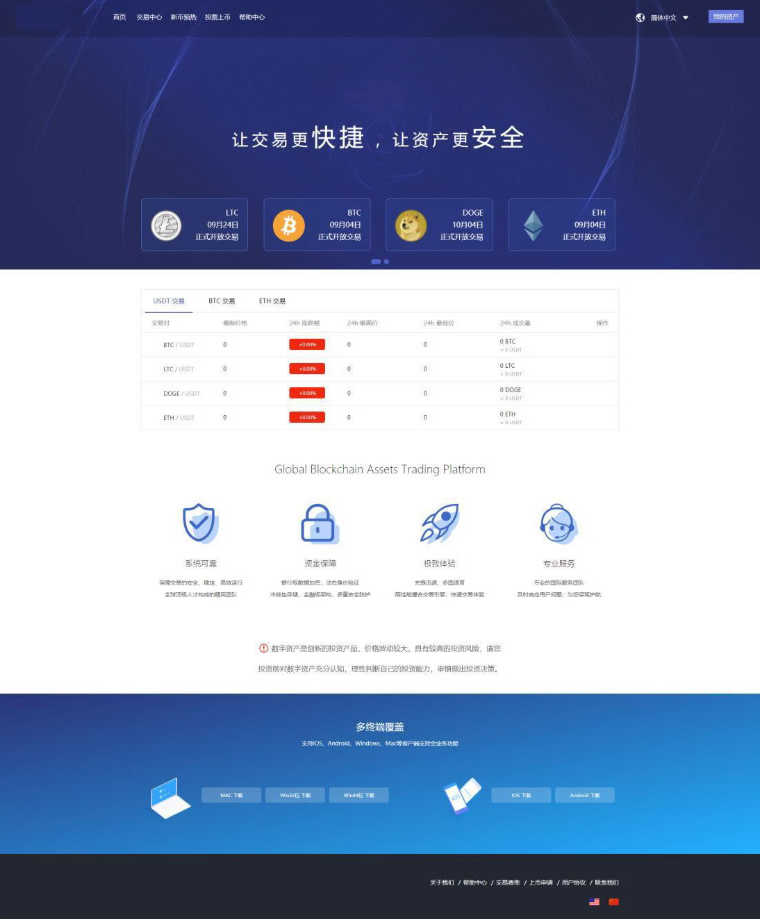 首页 交易中心 新币预热 投票上币 帮助中心 简体中文 我的资产
让交易更快捷，让资产更安全
LTC
09月24日
正式开放交易
BTC
09月04日
正式开放交易
DOGE
10月04日
正式开放交易
ETH
09月04日
正式开放交易
USDT 交易 BTC 交易 ETH 交易
交易对 最新价格 24h 涨跌幅 24h 最高价 24h 最低价 24h 成交量 操作
BTC / USDT 0 +0.00% 0 0 0 BTC
≈ 0 USDT
LTC / USDT 0 +0.00% 0 0 0 LTC
≈ 0 USDT
DOGE / USDT 0 +0.00% 0 0 0 DOGE
≈ 0 USDT
ETH / USDT 0 +0.00% 0 0 0 ETH
≈ 0 USDT
Global Blockchain Assets Trading Platform
系统可靠
保障交易的安全、稳定、高效运行
全球顶级人才构成的精英团队
资金保障
银行级数据加密、动态身份验证
冷钱包存储、金融级架构、多重安全防护
极致体验
充提迅速、多国语言
高性能撮合交易引擎，快捷交易体验
专业服务
专业的国际服务团队
及时响应用户问题，为您保驾护航
数字资产是创新的投资产品，价格波动较大，具有较高的投资风险，请您
投资前对数字资产充分认知，理性判断自己的投资能力，审慎做出投资决策。
多终端覆盖
支持iOS、Android、Windows、Mac等客户端支持全业务功能
MAC 下载 Win32位 下载 Win64位 下载 iOS 下载 Android 下载
关于我们 / 帮助中心 / 交易费率 / 上币申请 / 用户协议 / 联系我们